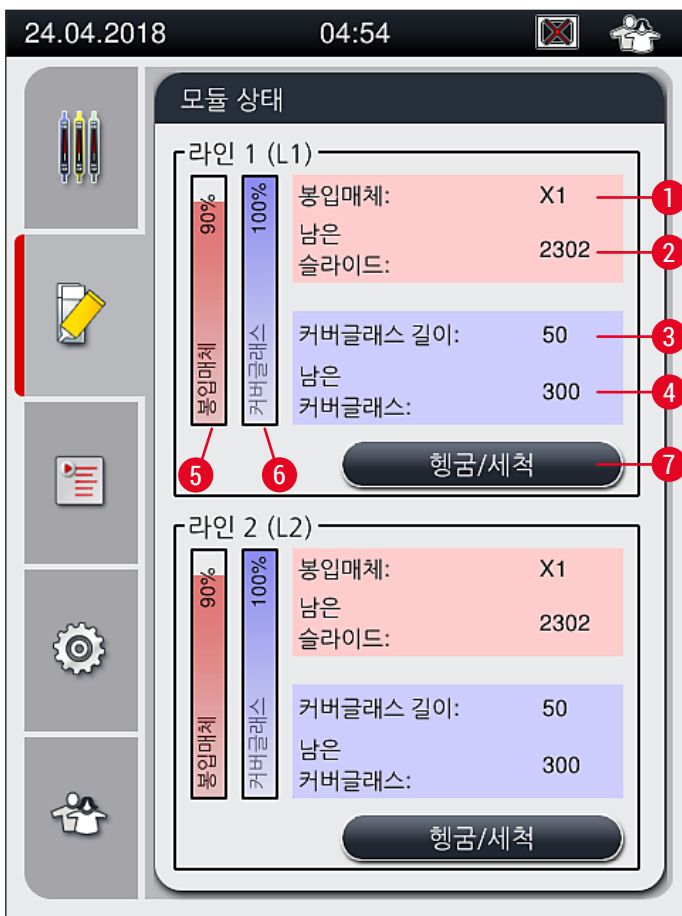 24.04.2018 04:54
모듈 상태
라인 1 (L1)
90%
봉입매체
100%
커버글래스
봉입매체: X1
남은
슬라이드: 2302
커버글래스 길이: 50
남은
커버글래스: 300
헹굼/세척
1
2
3
4
5
6
7
라인 2 (L2)
90%
봉입매체
100%
커버글래스
봉입매체: X1
남은
슬라이드: 2302
커버글래스 길이: 50
남은
커버글래스: 300
헹굼/세척